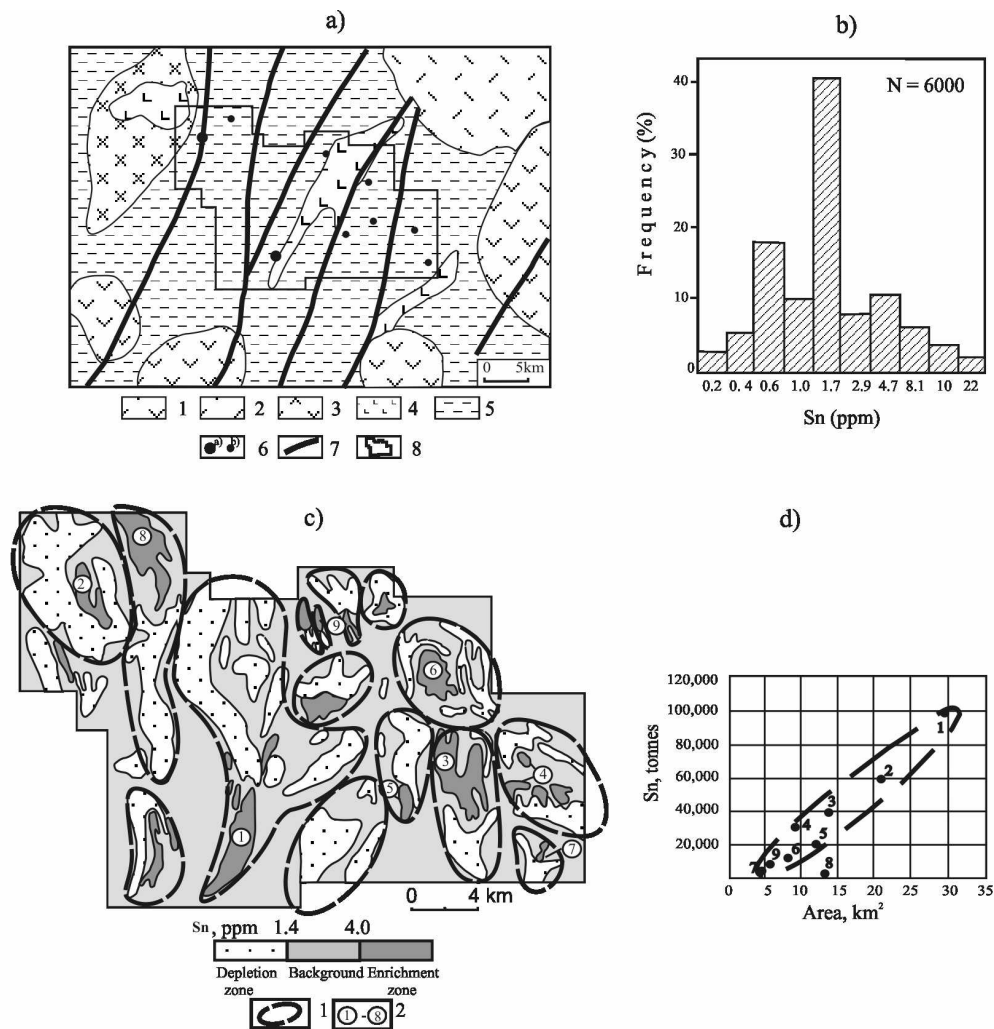 a)
0 5km
1 2 3 4 5
a) b) 6 7 8
b)
N = 6000
Frequency (%)
40
30
20
10
0
0.2 0. 4 0.6 1.0 1.7 2.9 4.7 8.1 10 22
Sn (ppm)
c)
8
2
9
6
3
4
5
1
7
0 4 km
Sn, ppm 1.4 4.0
Depletion zone
Background
Enrichment zone
1 1 - 8 2
d)
Sn, tonnes
120,000
100,000
80,000
60,000
40,000
20,000
1
2
3
4
5
6
9
7
8
0 5 10 15 20 25 30 35
Area, km²